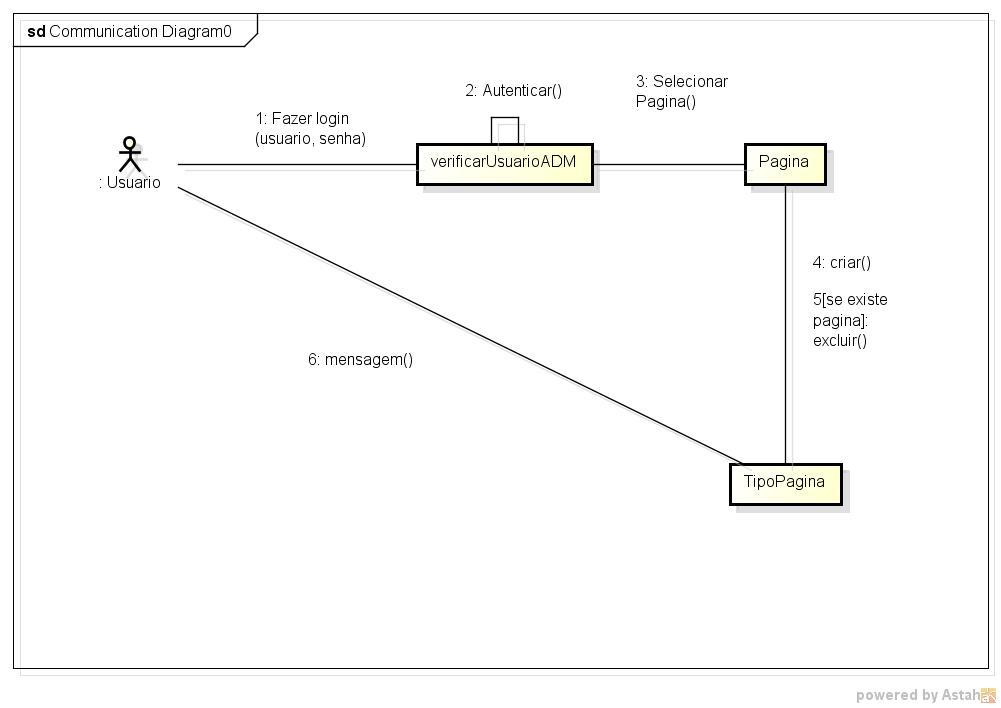 sd Communication Diagram0
2: Autenticar()
3: Selecionar
Pagina()
1: Fazer login
(usuario, senha)
verificarUsuarioADM
Pagina
: Usuario
4: criar()
5[se existe
pagina]:
excluir()
6: mensagem()
TipoPagina
powered by Astah